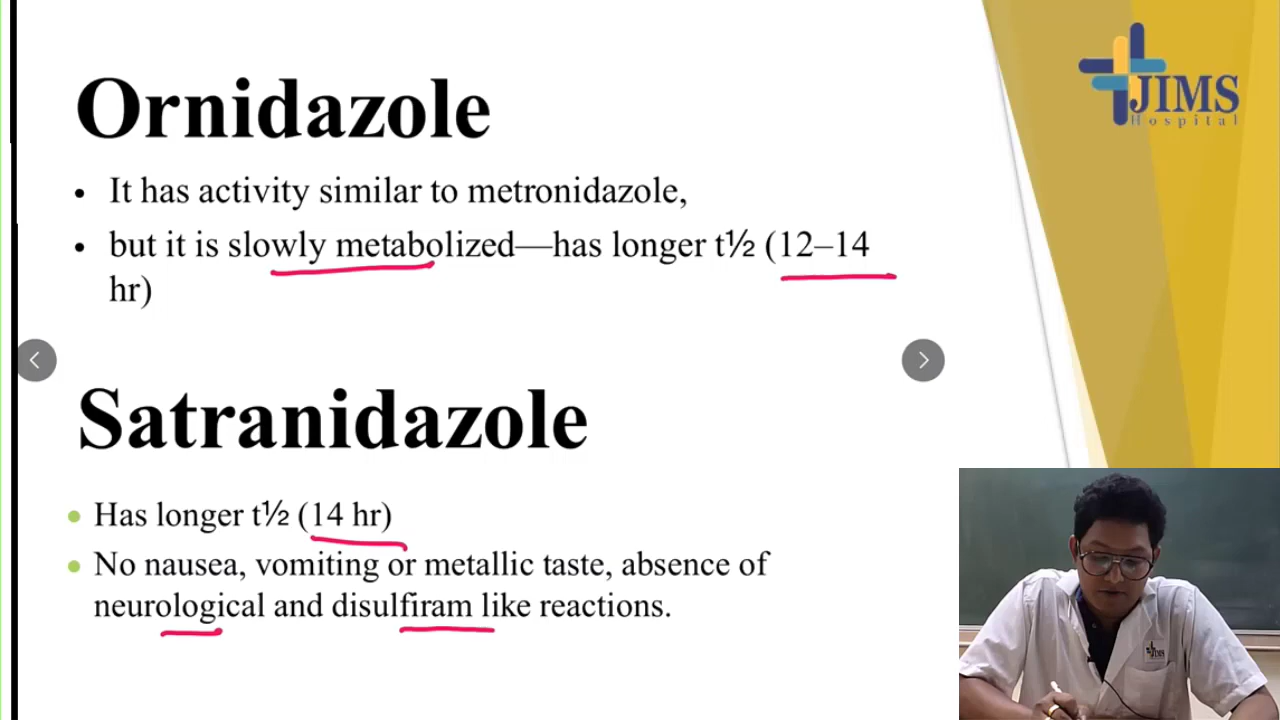 Ornidazole
JIMS
Hospital
• It has activity similar to metronidazole,
• but it is slowly metabolized—has longer t½ (12–14
hr)
Satranidazole
• Has longer t½ (14 hr)
• No nausea, vomiting or metallic taste, absence of
neurological and disulfiram like reactions.
JIMS